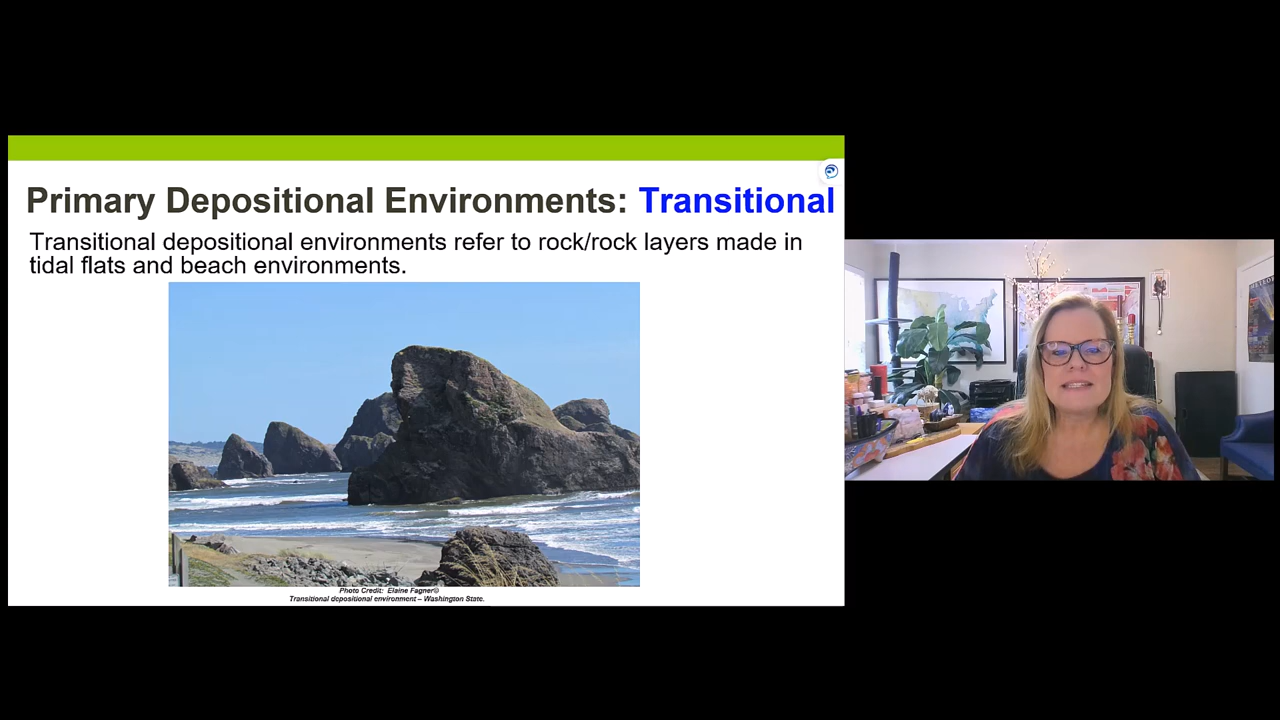 Primary Depositional Environments: Transitional
Transitional depositional environments refer to rock/rock layers made in
tidal flats and beach environments.
Photo Credit: Elaine Fagner©
Transitional depositional environment – Washington State.